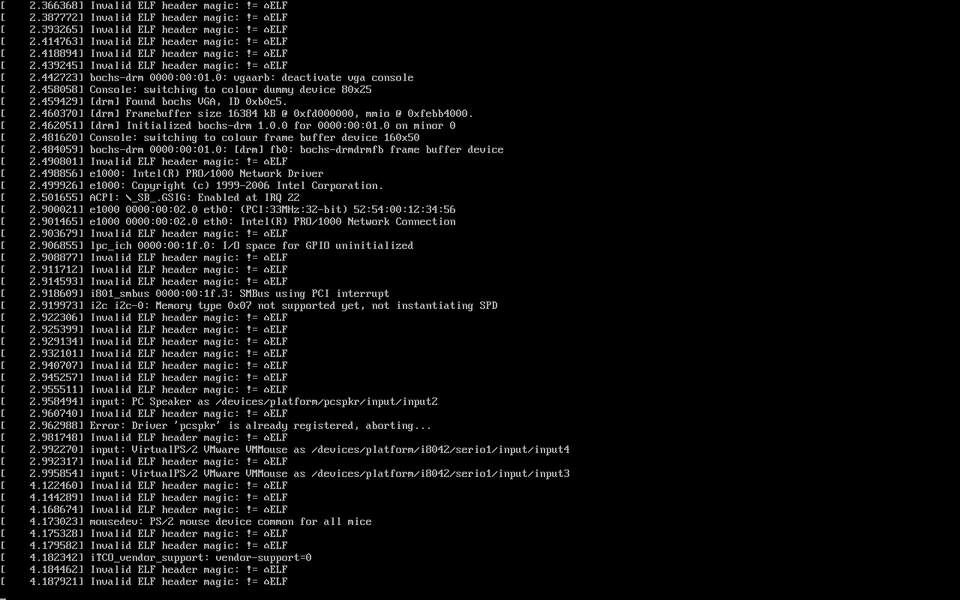 [    2.366368] Invalid ELF header magic: != ⌂ELF
[    2.387772] Invalid ELF header magic: != ⌂ELF
[    2.393265] Invalid ELF header magic: != ⌂ELF
[    2.414763] Invalid ELF header magic: != ⌂ELF
[    2.418894] Invalid ELF header magic: != ⌂ELF
[    2.439245] Invalid ELF header magic: != ⌂ELF
[    2.442723] bochs-drm 0000:00:01.0: vgaarb: deactivate vga console
[    2.458058] Console: switching to colour dummy device 80x25
[    2.459429] [drm] Found bochs VGA, ID 0xb0c5.
[    2.460370] [drm] Framebuffer size 16384 kB @ 0xfd000000, mmio @ 0xfebb4000.
[    2.462051] [drm] Initialized bochs-drm 1.0.0 for 0000:00:01.0 on minor 0
[    2.481620] Console: switching to colour frame buffer device 160x50
[    2.484059] bochs-drm 0000:00:01.0: [drm] fb0: bochs-drmdrmfb frame buffer device
[    2.490801] Invalid ELF header magic: != ⌂ELF
[    2.498856] e1000: Intel(R) PRO/1000 Network Driver
[    2.499926] e1000: Copyright (c) 1999-2006 Intel Corporation.
[    2.501655] ACPI: \_SB_.GSIG: Enabled at IRQ 22
[    2.900021] e1000 0000:00:02.0 eth0: (PCI:33MHz:32-bit) 52:54:00:12:34:56
[    2.901465] e1000 0000:00:02.0 eth0: Intel(R) PRO/1000 Network Connection
[    2.903679] Invalid ELF header magic: != ⌂ELF
[    2.906855] lpc_ich 0000:00:1f.0: I/O space for GPIO uninitialized
[    2.908877] Invalid ELF header magic: != ⌂ELF
[    2.911712] Invalid ELF header magic: != ⌂ELF
[    2.914593] Invalid ELF header magic: != ⌂ELF
[    2.918609] i801_smbus 0000:00:1f.3: SMBus using PCI interrupt
[    2.919973] i2c i2c-0: Memory type 0x07 not supported yet, not instantiating SPD
[    2.922306] Invalid ELF header magic: != ⌂ELF
[    2.925399] Invalid ELF header magic: != ⌂ELF
[    2.929134] Invalid ELF header magic: != ⌂ELF
[    2.932101] Invalid ELF header magic: != ⌂ELF
[    2.940707] Invalid ELF header magic: != ⌂ELF
[    2.945257] Invalid ELF header magic: != ⌂ELF
[    2.955511] Invalid ELF header magic: != ⌂ELF
[    2.958494] input: PC Speaker as /devices/platform/pcspkr/input/input2
[    2.960740] Invalid ELF header magic: != ⌂ELF
[    2.962988] Error: Driver 'pcspkr' is already registered, aborting...
[    2.981748] Invalid ELF header magic: != ⌂ELF
[    2.992270] input: VirtualPS/2 VMware VMMouse as /devices/platform/i8042/serio1/input/input4
[    2.992317] Invalid ELF header magic: != ⌂ELF
[    2.995854] input: VirtualPS/2 VMware VMMouse as /devices/platform/i8042/serio1/input/input3
[    4.122460] Invalid ELF header magic: != ⌂ELF
[    4.144289] Invalid ELF header magic: != ⌂ELF
[    4.168674] Invalid ELF header magic: != ⌂ELF
[    4.173023] mousedev: PS/2 mouse device common for all mice
[    4.175328] Invalid ELF header magic: != ⌂ELF
[    4.179582] Invalid ELF header magic: != ⌂ELF
[    4.182342] iTCO_vendor_support: vendor-support=0
[    4.184462] Invalid ELF header magic: != ⌂ELF
[    4.187921] Invalid ELF header magic: != ⌂ELF